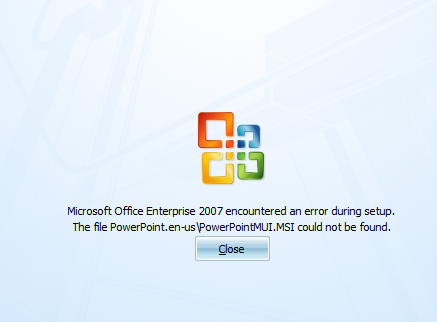 Microsoft Office Enterprise 2007 encountered an error during setup.
The file PowerPoint.en-us\PowerPointMUI.MSI could not be found.
Close